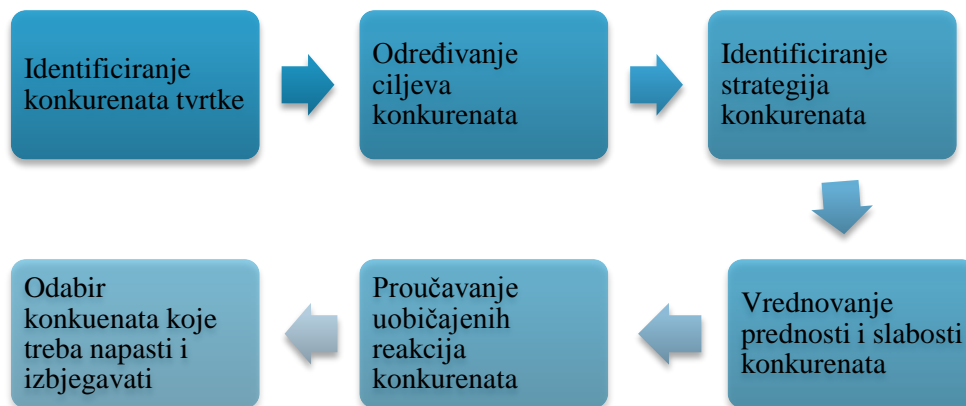 Identificiranje
konkurenata tvrtke
Određivanje
ciljeva
konkurenata
Identificiranje
strategija
konkurenata
Vrednovanje
prednosti i slabosti
konkurenata
Proučavanje
uobičajenih
reakcija
konkurenata
Odabir
konkuenata koje
treba napasti i
izbjegavati